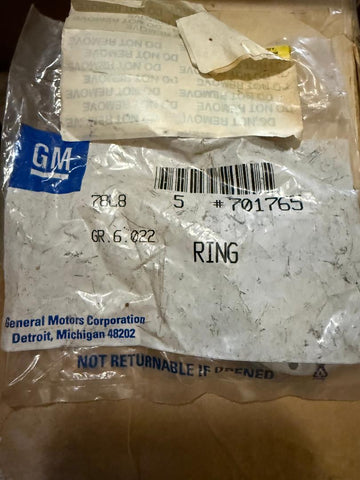 DO NOT REMOVE
DO NOT REMOVE
DO NOT REMOVE
DO NOT REMOVE
GM
78L8 5 #701765
GR.6.022 RING
General Motors Corporation
Detroit, Michigan 48202
NOT RETURNABLE IF OPENED